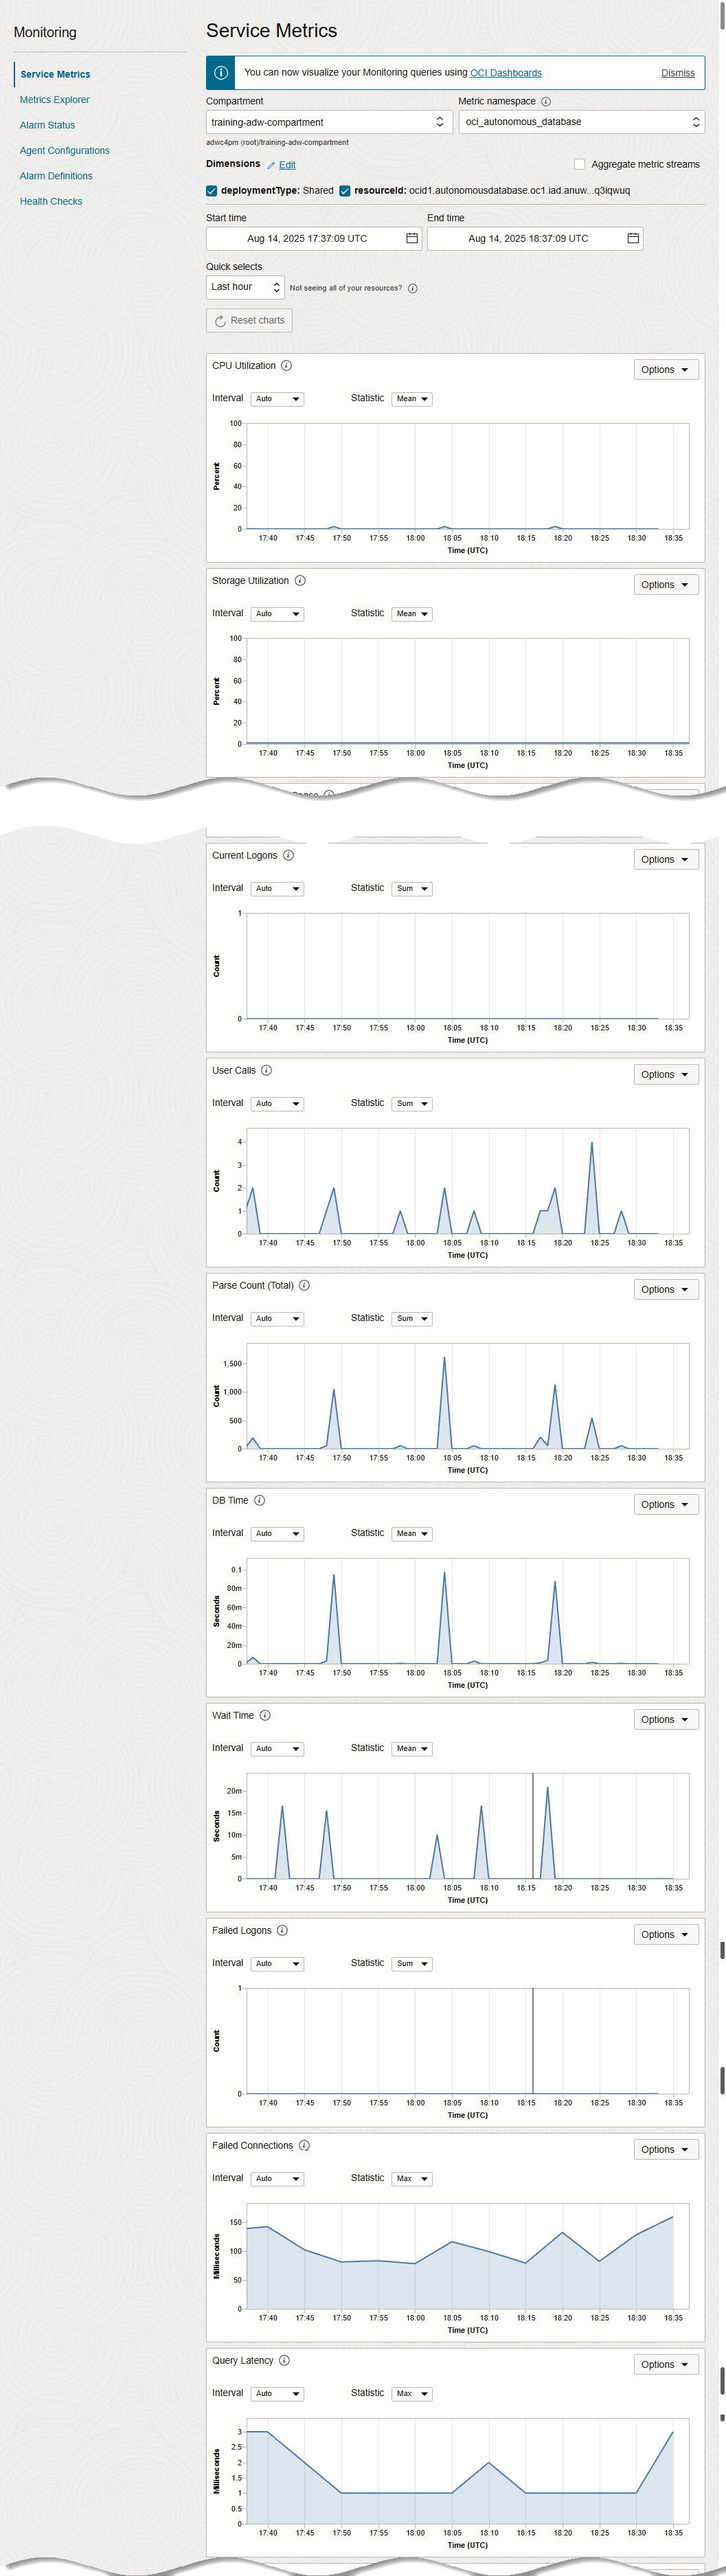 Monitoring
Service Metrics
Metrics Explorer
Alarm Status
Agent Configurations
Alarm Definitions
Health Checks
Service Metrics
You can now visualize your Monitoring queries using OCI Dashboards Dismiss
Compartment Metric namespace
training-adw-compartment oci_autonomous_database
adwc4pm (root)/training-adw-compartment
Dimensions Edit Aggregate metric streams
deploymentType: Shared resourceId: ocid1.autonomousdatabase.oc1.iad.anuw...q3iqwuq
Start time End time
Aug 14, 2025 17:37:09 UTC Aug 14, 2025 18:37:09 UTC
Quick selects
Last hour Not seeing all of your resources?
Reset charts
CPU Utilization Options
Interval Auto Statistic Mean
100
80
60
40
20
0
Percent
17:40 17:45 17:50 17:55 18:00 18:05 18:10 18:15 18:20 18:25 18:30 18:35
Time (UTC)
Storage Utilization Options
Interval Auto Statistic Mean
100
80
60
40
20
0
Percent
17:40 17:45 17:50 17:55 18:00 18:05 18:10 18:15 18:20 18:25 18:30 18:35
Time (UTC)
Current Logons Options
Interval Auto Statistic Sum
1
0
Count
17:40 17:45 17:50 17:55 18:00 18:05 18:10 18:15 18:20 18:25 18:30 18:35
Time (UTC)
User Calls Options
Interval Auto Statistic Sum
4
3
2
1
0
Count
17:40 17:45 17:50 17:55 18:00 18:05 18:10 18:15 18:20 18:25 18:30 18:35
Time (UTC)
Parse Count (Total) Options
Interval Auto Statistic Sum
1,500
1,000
500
0
Count
17:40 17:45 17:50 17:55 18:00 18:05 18:10 18:15 18:20 18:25 18:30 18:35
Time (UTC)
DB Time Options
Interval Auto Statistic Mean
0.1
80m
60m
40m
20m
0
Seconds
17:40 17:45 17:50 17:55 18:00 18:05 18:10 18:15 18:20 18:25 18:30 18:35
Time (UTC)
Wait Time Options
Interval Auto Statistic Mean
20m
15m
10m
5m
0
Seconds
17:40 17:45 17:50 17:55 18:00 18:05 18:10 18:15 18:20 18:25 18:30 18:35
Time (UTC)
Failed Logons Options
Interval Auto Statistic Sum
1
0
Count
17:40 17:45 17:50 17:55 18:00 18:05 18:10 18:15 18:20 18:25 18:30 18:35
Time (UTC)
Failed Connections Options
Interval Auto Statistic Max
150
100
50
0
Milliseconds
17:40 17:45 17:50 17:55 18:00 18:05 18:10 18:15 18:20 18:25 18:30 18:35
Time (UTC)
Query Latency Options
Interval Auto Statistic Max
3
2.5
2
1.5
1
0.5
0
Milliseconds
17:40 17:45 17:50 17:55 18:00 18:05 18:10 18:15 18:20 18:25 18:30 18:35
Time (UTC)